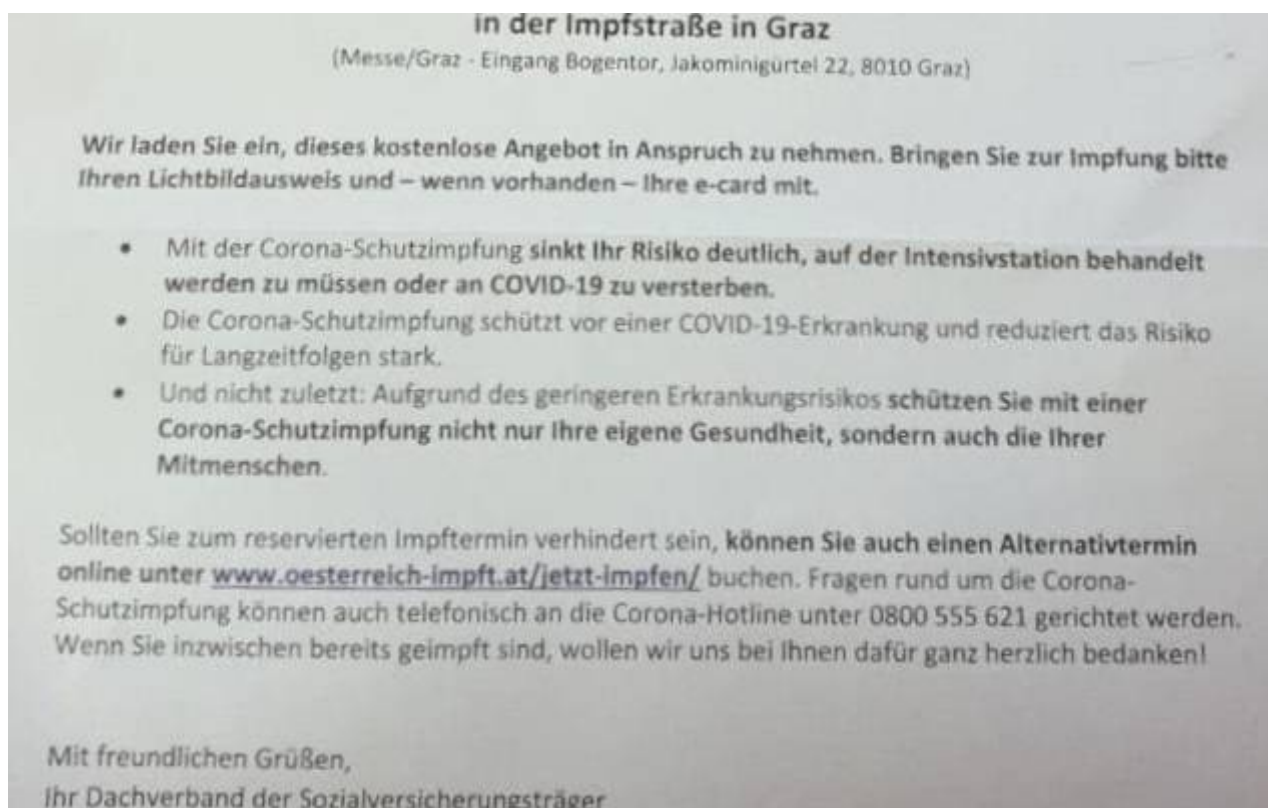 in der Impfstraße in Graz
(Messe/Graz - Eingang Bogentor, Jakominigürtel 22, 8010 Graz)
Wir laden Sie ein, dieses kostenlose Angebot in Anspruch zu nehmen. Bringen Sie zur Impfung bitte
Ihren Lichtbildausweis und – wenn vorhanden – Ihre e-card mit.
• Mit der Corona-Schutzimpfung sinkt Ihr Risiko deutlich, auf der Intensivstation behandelt
werden zu müssen oder an COVID-19 zu versterben.
• Die Corona-Schutzimpfung schützt vor einer COVID-19-Erkrankung und reduziert das Risiko
für Langzeitfolgen stark.
• Und nicht zuletzt: Aufgrund des geringeren Erkrankungsrisikos schützen Sie mit einer
Corona-Schutzimpfung nicht nur Ihre eigene Gesundheit, sondern auch die Ihrer
Mitmenschen.
Sollten Sie zum reservierten Impftermin verhindert sein, können Sie auch einen Alternativtermin
online unter www.oesterreich-impft.at/jetzt-impfen/ buchen. Fragen rund um die Corona-
Schutzimpfung können auch telefonisch an die Corona-Hotline unter 0800 555 621 gerichtet werden.
Wenn Sie inzwischen bereits geimpft sind, wollen wir uns bei Ihnen dafür ganz herzlich bedanken!
Mit freundlichen Grüßen,
Ihr Dachverband der Sozialversicherungsträger